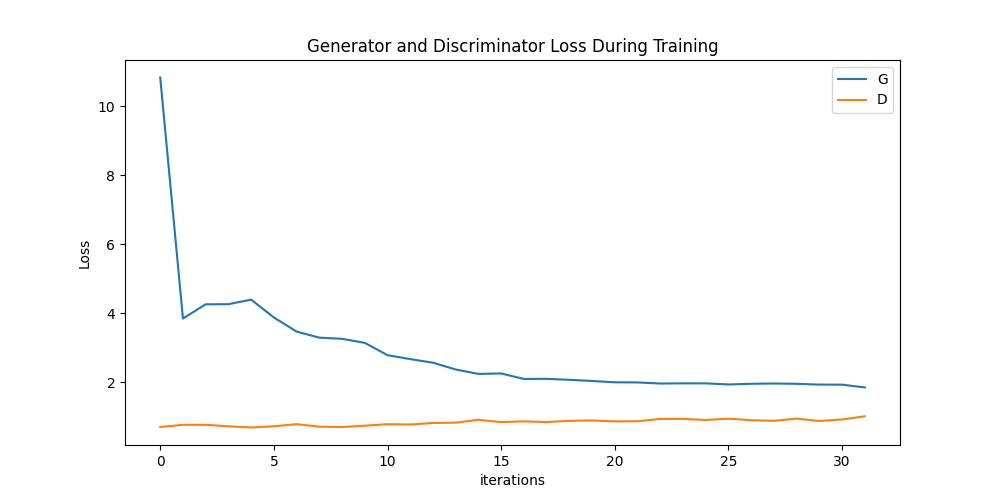 Generator and Discriminator Loss During Training
G
D
Loss
10
8
6
4
2
0 5 10 15 20 25 30
iterations